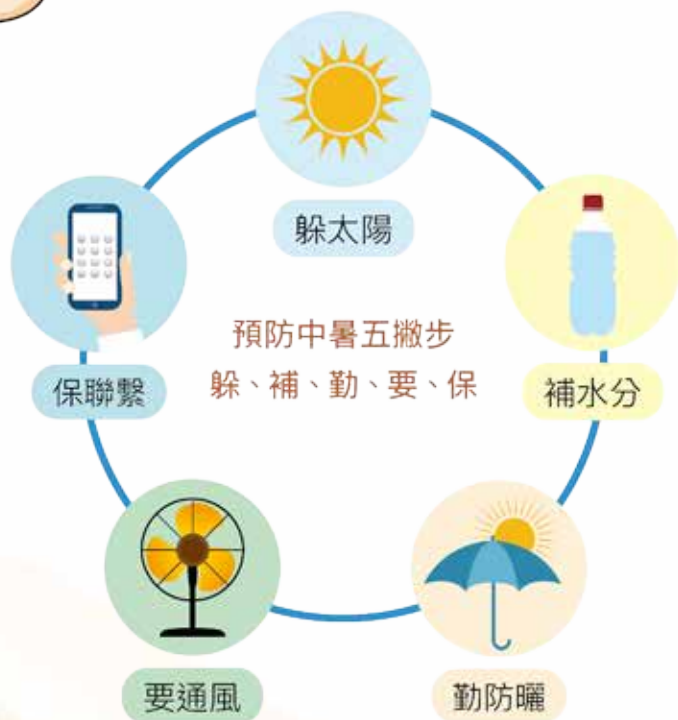 躲太陽
補水分
勤防曬
要通風
保聯繫
預防中暑五撇步
躲、補、勤、要、保